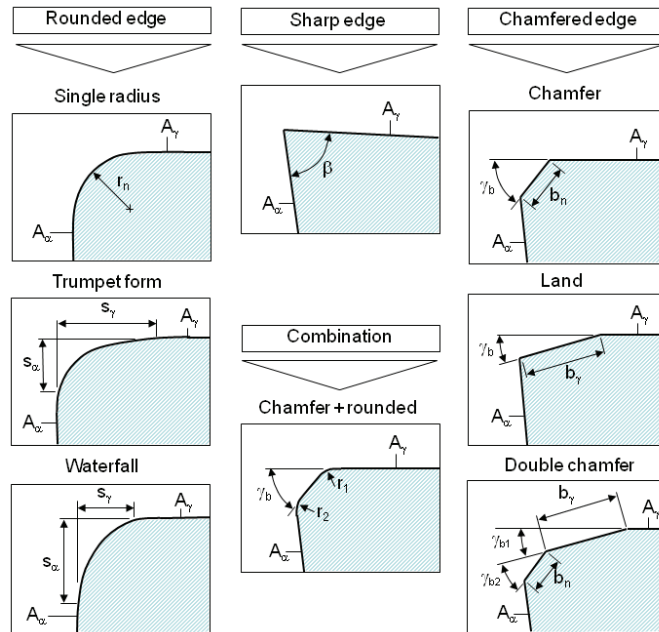 Rounded edge
Sharp edge
Chamfered edge
Single radius
Chamfer
Aγ
rn
Aα
Aγ
β
Aα
Aγ
γb
bn
Aα
Trumpet form
Land
sγ
Aγ
sα
Aα
Combination
Aγ
γb
bγ
Aα
Chamfer + rounded
Waterfall
Double chamfer
sγ
Aγ
sα
Aα
Aγ
γb
r1
r2
Aα
bγ
Aγ
γb1
γb2
bn
Aα